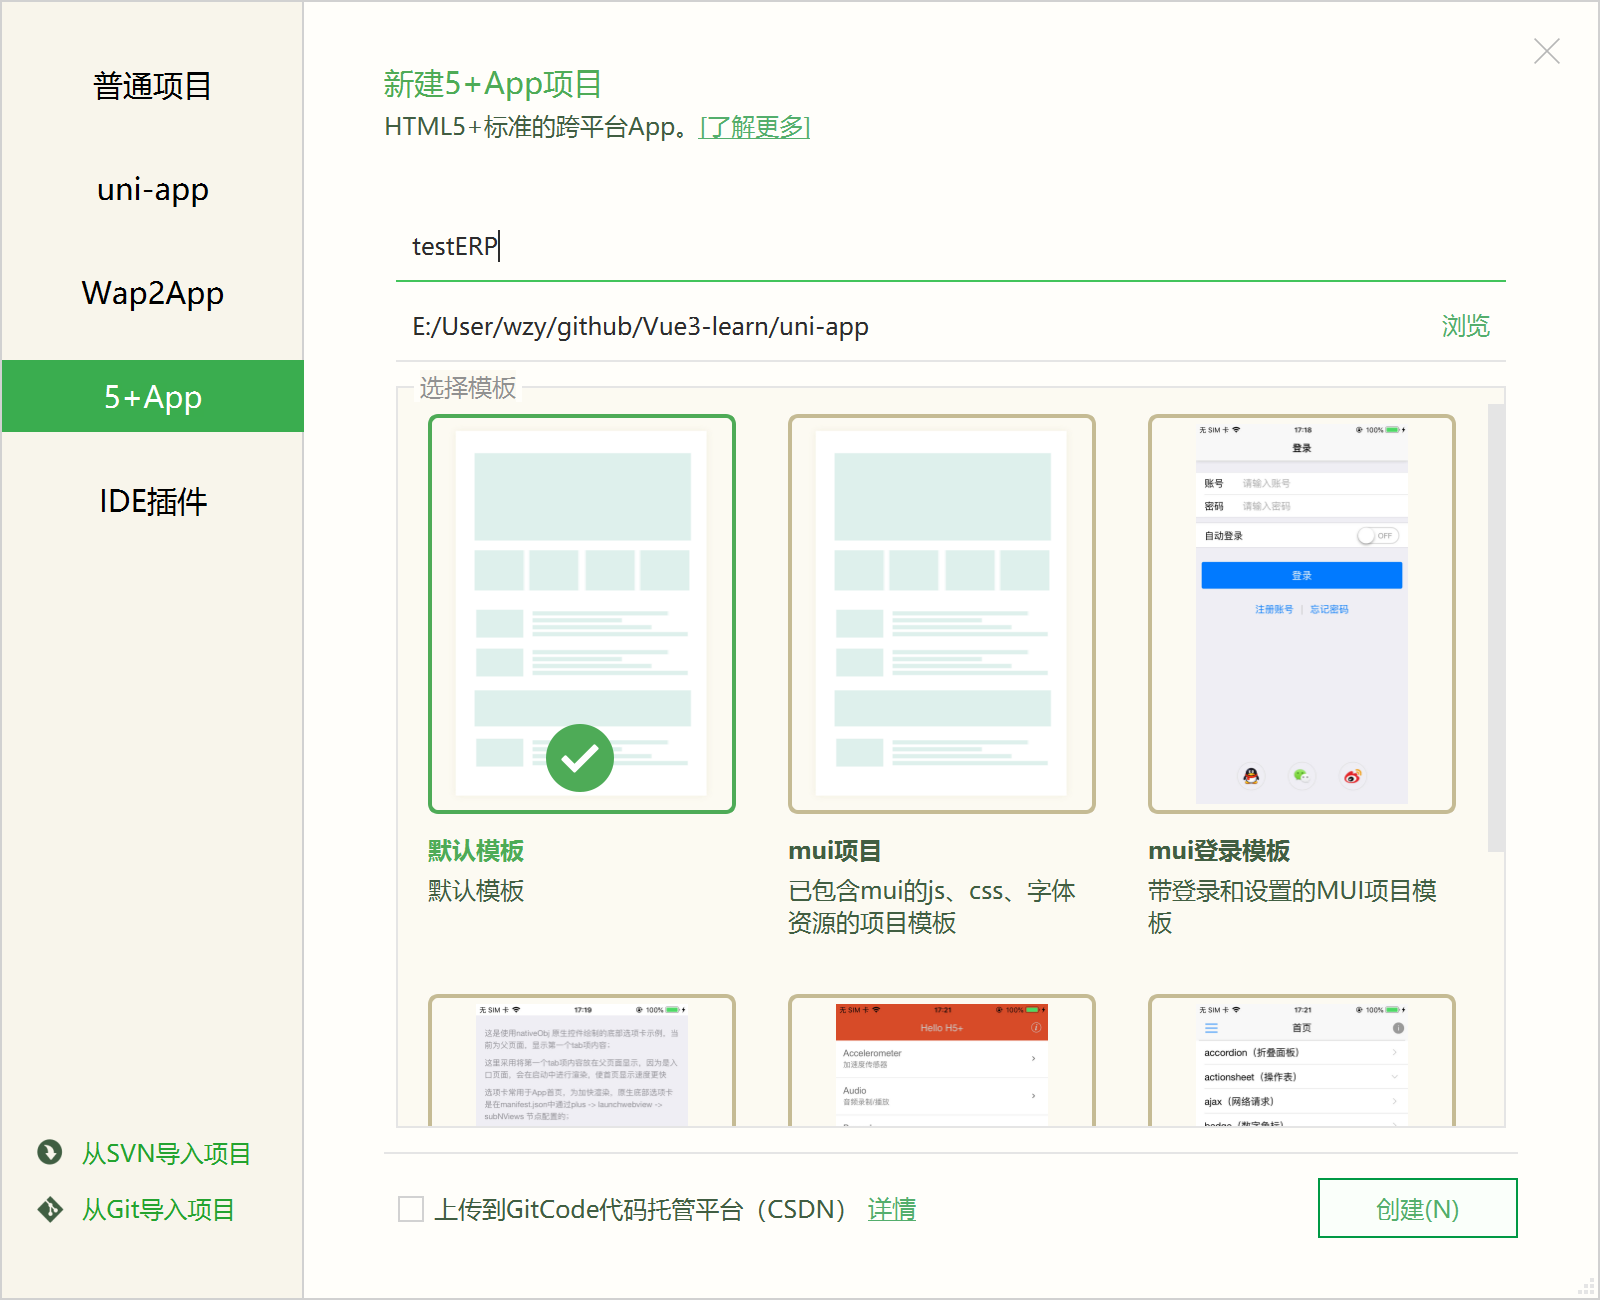 普通项目
uni-app
Wap2App
5+App
IDE插件
从SVN导入项目
从Git导入项目
新建5+App项目
HTML5+标准的跨平台App。[了解更多]
testERP
E:/User/wzy/github/Vue3-learn/uni-app
浏览
选择模板
无 SIM 卡
17:18
100%
登录
账号
请输入账号
密码
请输入密码
自动登录
OFF
登录
注册账号 | 忘记密码
默认模板
默认模板
mui项目
已包含mui的js、css、字体
资源的项目模板
mui登录模板
带登录和设置的MUI项目模
板
无 SIM 卡
17:19
100%
这是使用nativeObj 原生控件绘制的底部选项卡示例，当
前为父页面，显示第一个tab项内容；
这里采用将第一个tab项内容放在父页面显示，因为是入
口页面，会在启动中进行渲染，使首页显示速度更快
选项卡常用于App首页，为加快渲染，原生底部选项卡
是在manifest.json中通过plus -> launchwebview ->
subNViews 节点配置的；
无 SIM 卡
17:21
100%
Hello H5+
Accelerometer
加速度传感器
Audio
音频录制/播放
无 SIM 卡
17:21
100%
首页
accordion（折叠面板）
actionsheet（操作表）
ajax（网络请求）
badge（数字角标）
上传到GitCode代码托管平台（CSDN） 详情
创建(N)